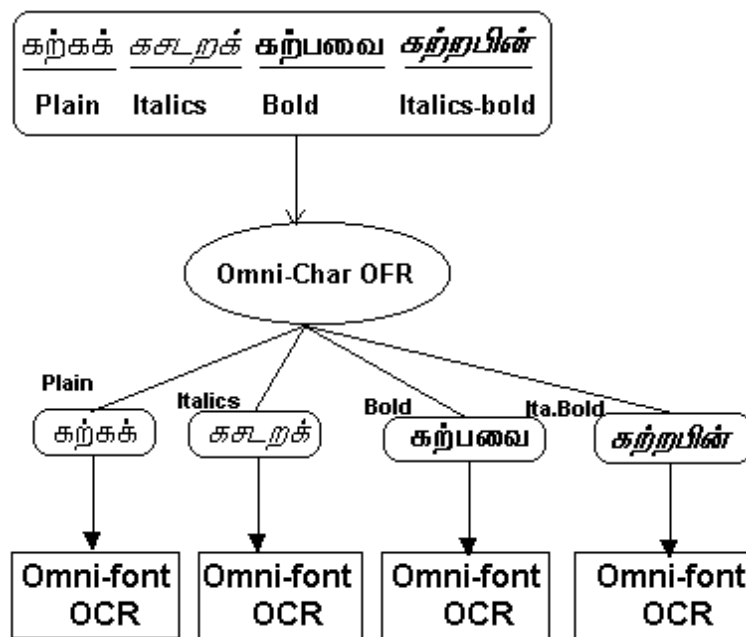 கற்கக் கசடறக் கற்பவை கற்றபின்
Plain Italics Bold Italics-bold
Omni-Char OFR
Plain Italics Bold Ita.Bold
கற்கக் கசடறக் கற்பவை கற்றபின்
Omni-font Omni-font Omni-font Omni-font
OCR OCR OCR OCR